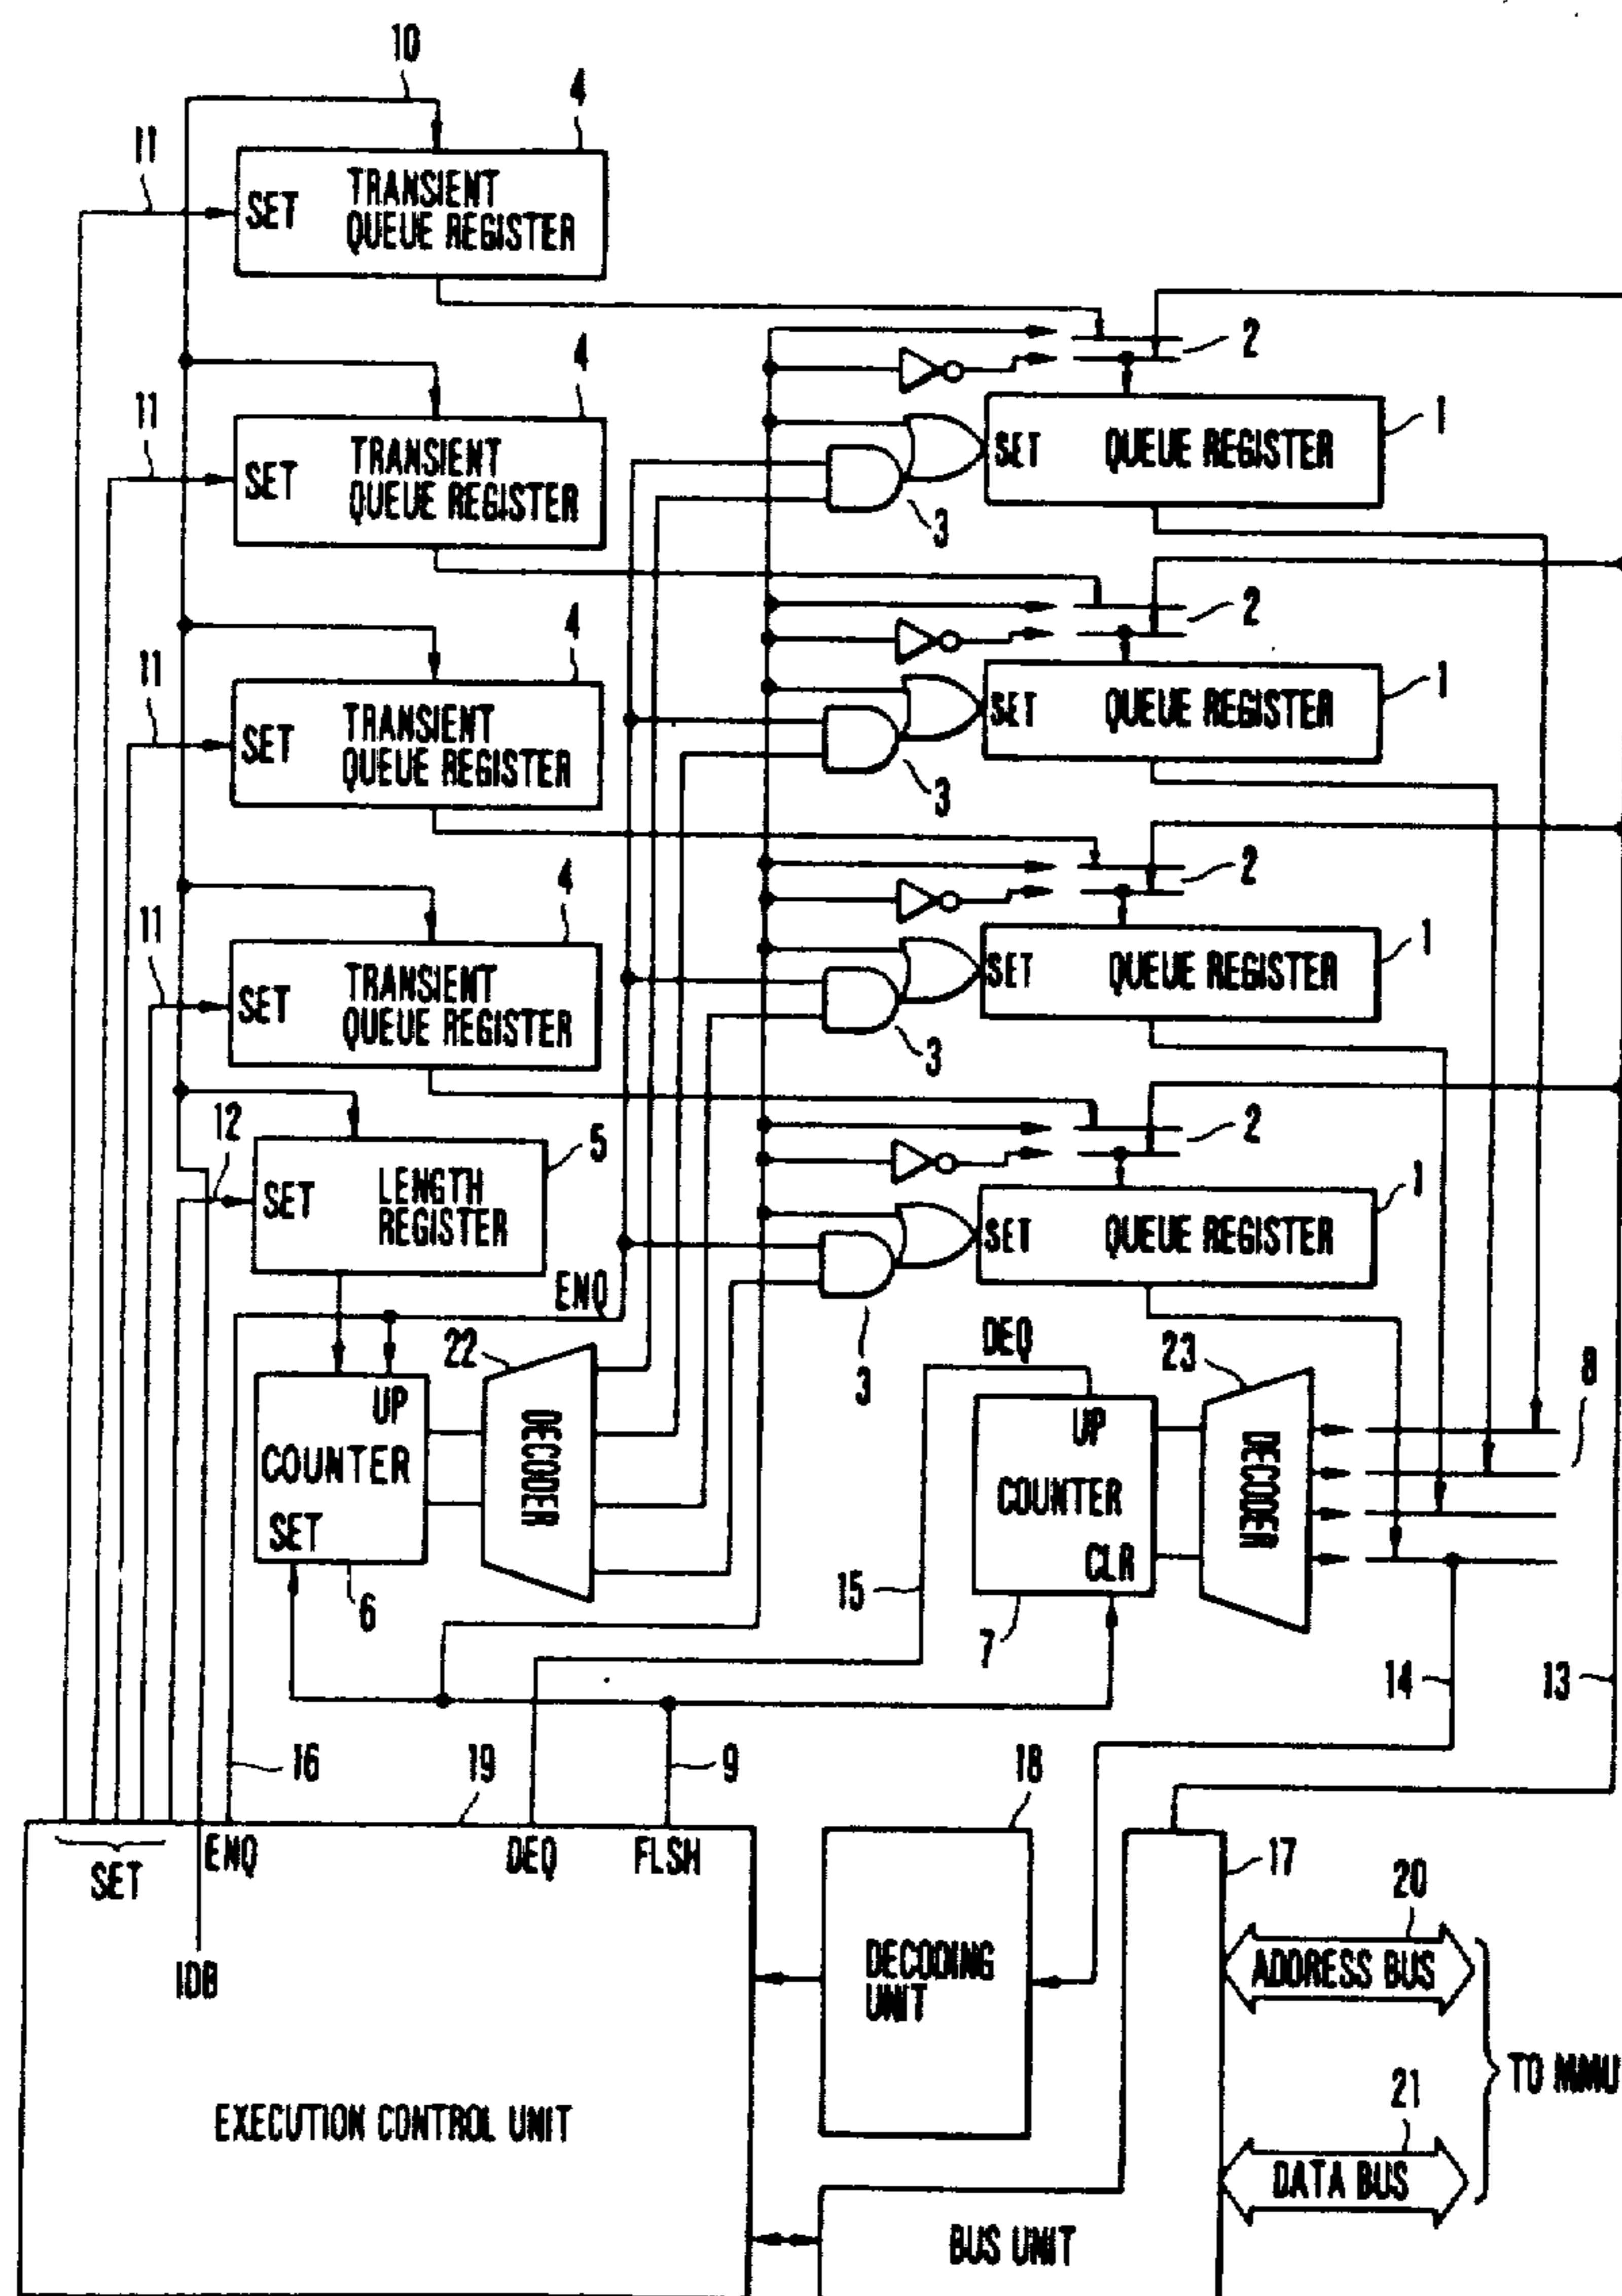 10
4
11
SET
TRANSIENT
QUEUE REGISTER
2
4
11
SET
TRANSIENT
QUEUE REGISTER
SET
QUEUE REGISTER
1
3
2
4
11
SET
TRANSIENT
QUEUE REGISTER
SET
QUEUE REGISTER
1
3
2
4
11
SET
TRANSIENT
QUEUE REGISTER
SET
QUEUE REGISTER
1
3
2
12
5
SET
LENGTH
REGISTER
SET
QUEUE REGISTER
1
3
ENQ
DEQ
22
23
8
UP
COUNTER
SET
DECODER
6
UP
COUNTER
CLR
DECODER
7
15
14
13
16
19
9
18
17
SET
ENQ
DEQ
FLSH
IDB
20
ADDRESS BUS
DECODING
UNIT
TO MMU
21
DATA BUS
EXECUTION CONTROL UNIT
BUS UNIT